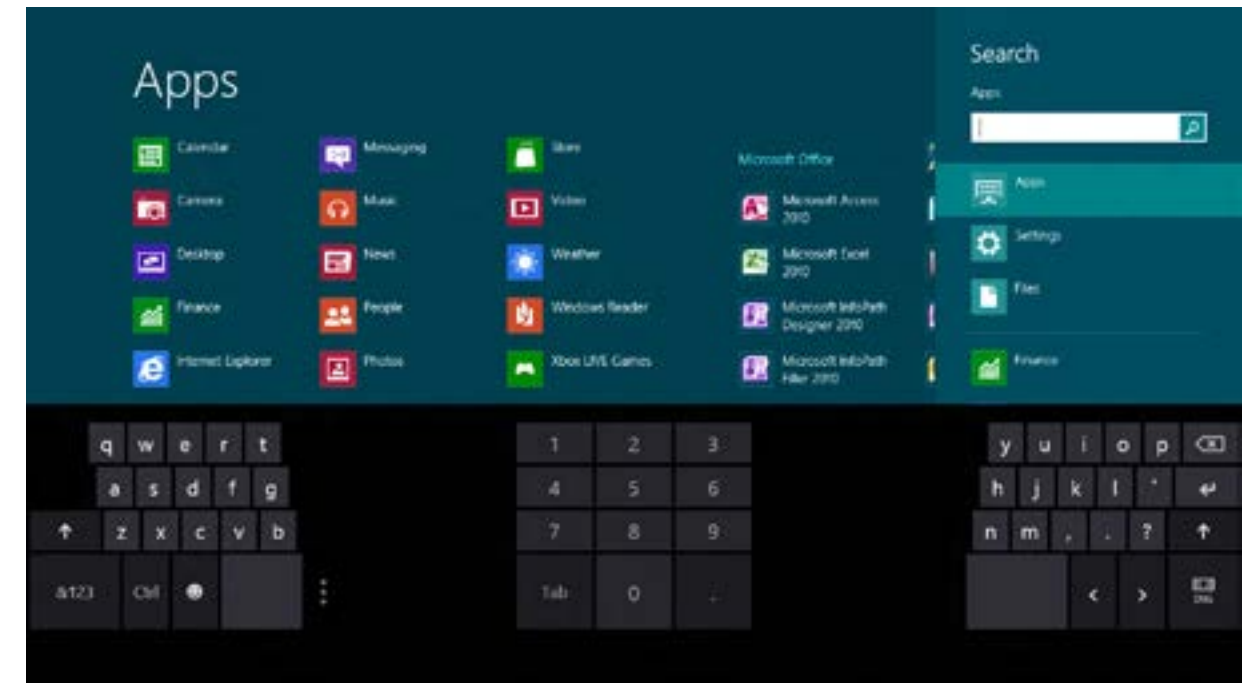 Apps
Calendar
Camera
Desktop
Finance
Internet Explorer
Messaging
Music
News
People
Photos
Store
Video
Weather
Windows Reader
Xbox LIVE Games
Microsoft Office
Microsoft Access
2010
Microsoft Excel
2010
Microsoft InfoPath
Designer 2010
Microsoft InfoPath
Filler 2010
Search
Apps
Apps
Settings
Files
Finance
q w e r t
a s d f g
z x c v b
&123 Ctrl
1 2 3
4 5 6
7 8 9
Tab 0 .
y u i o p
h j k l '
n m , . ?
< >
ENG